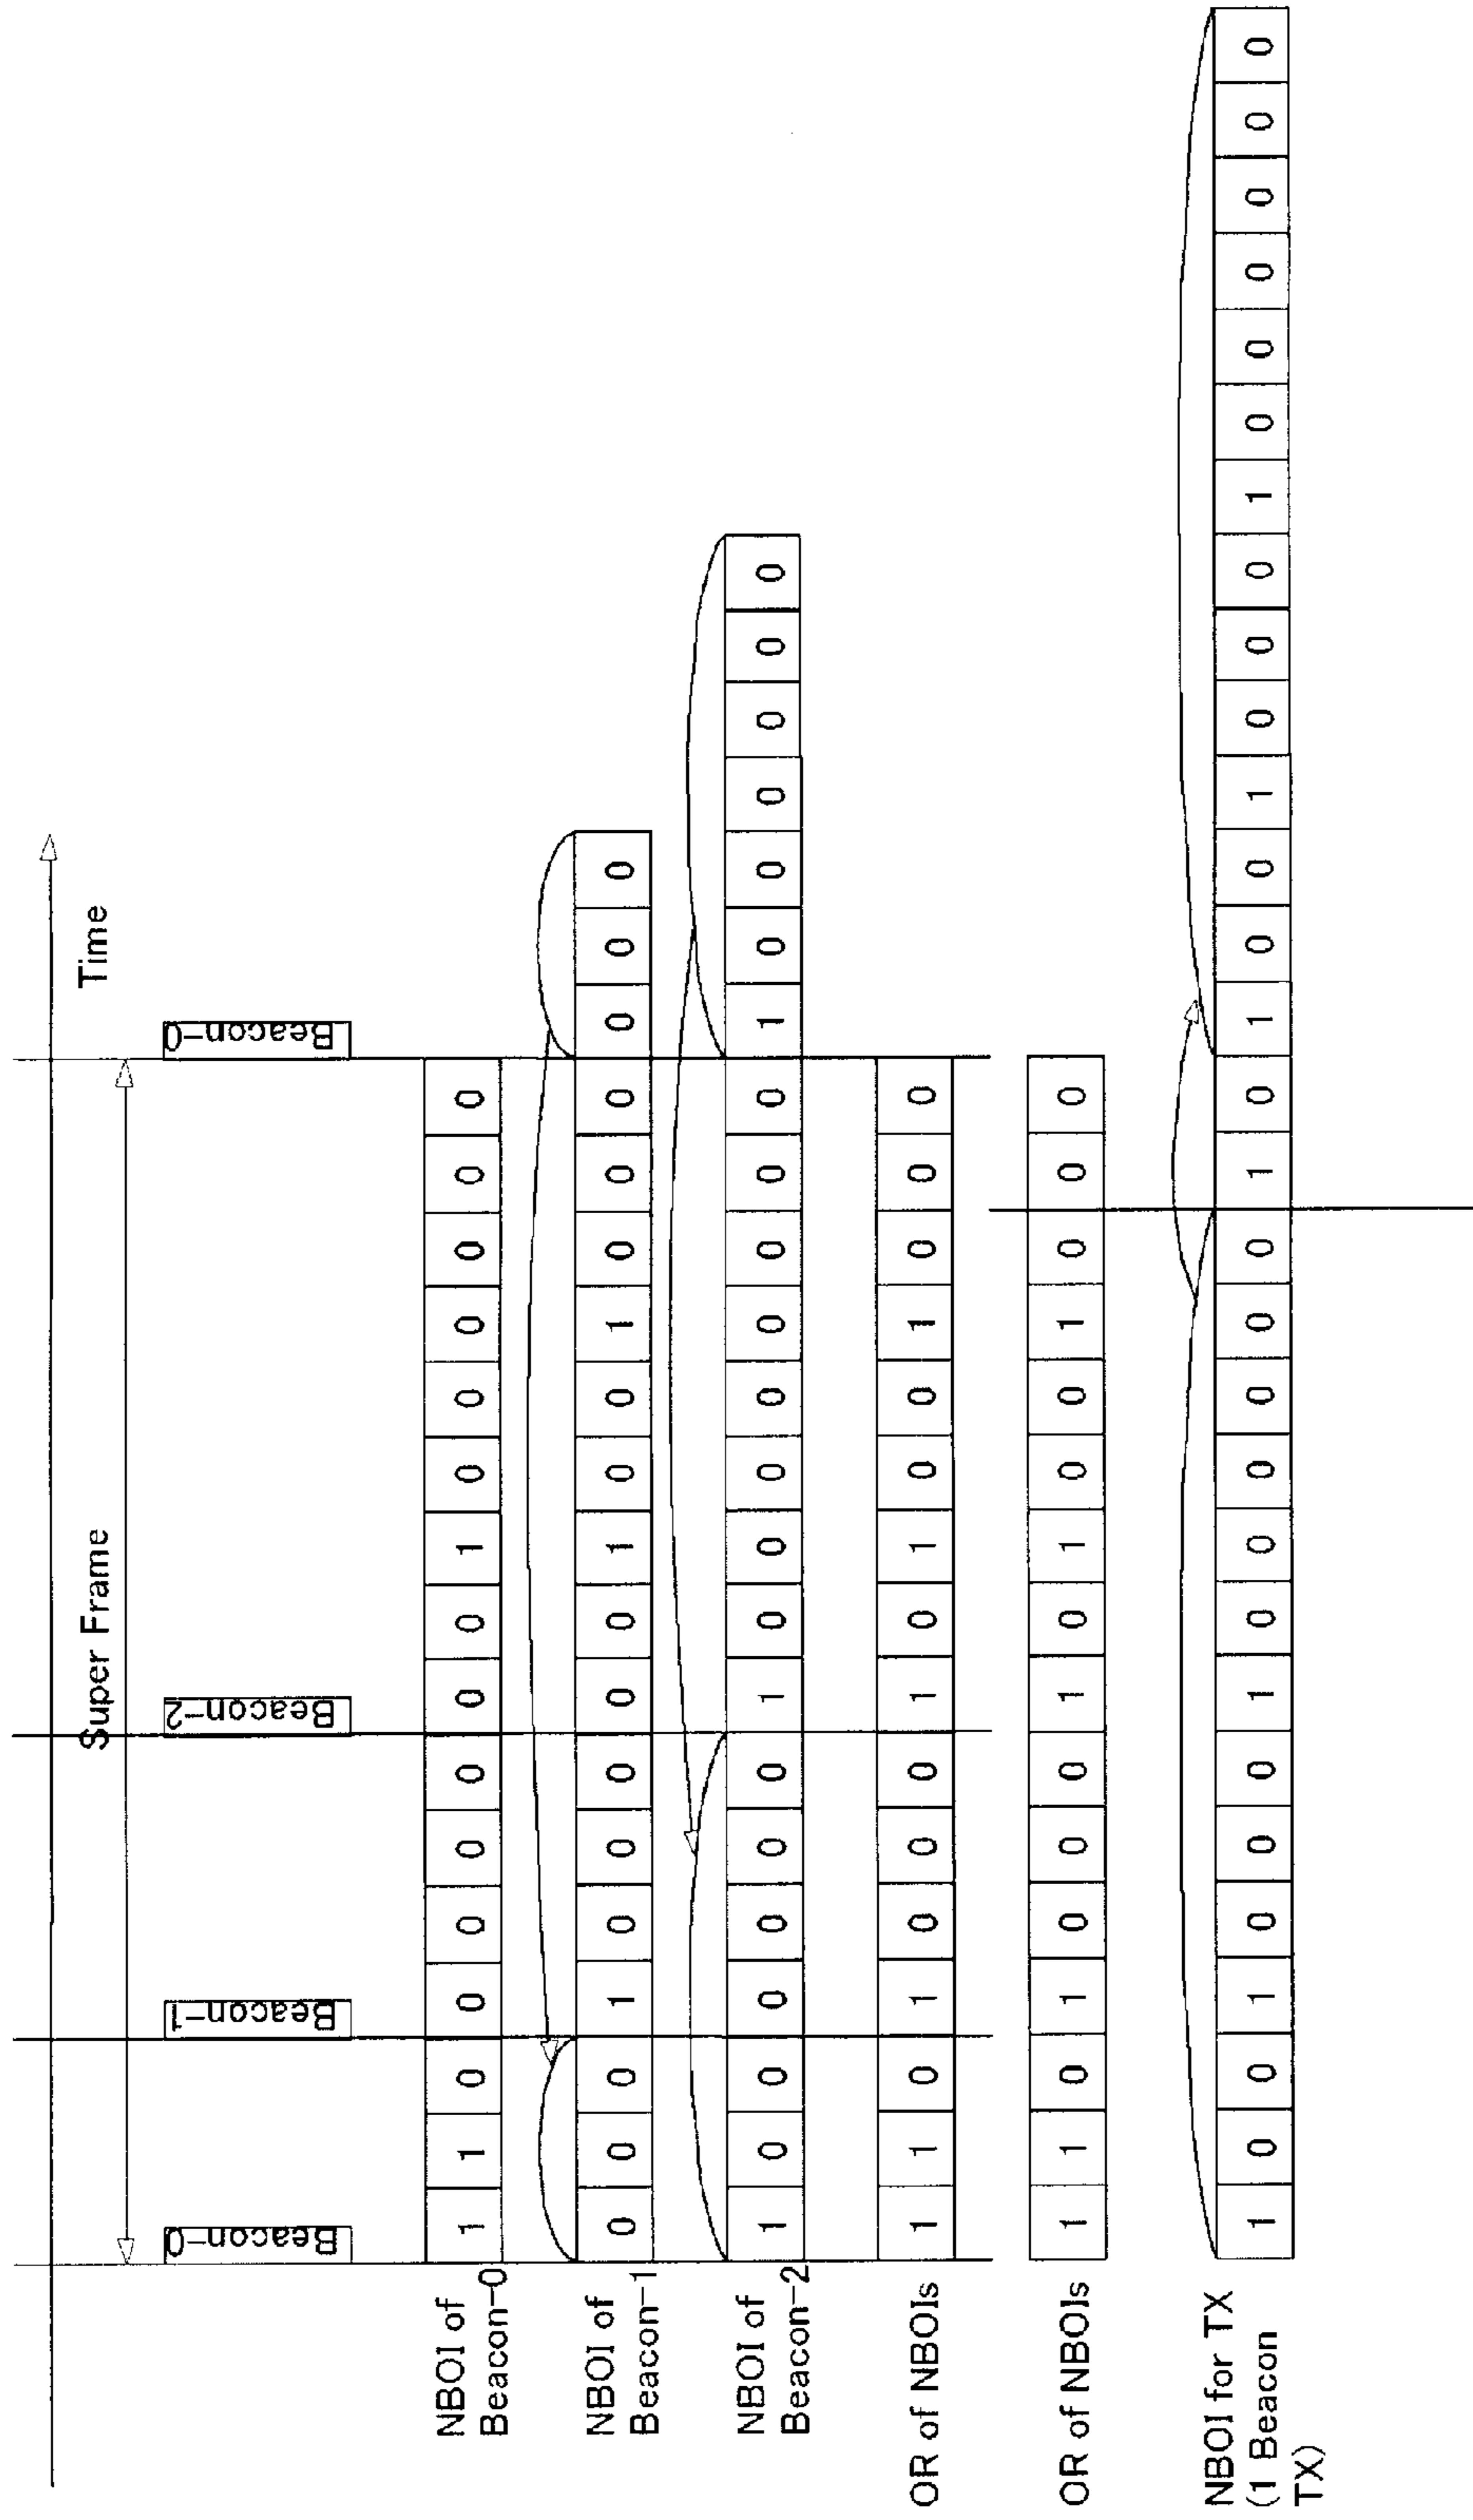 Time
Super Frame
Beacon-0
Beacon-1
Beacon-2
Beacon-0
NBOI of
Beacon-0
1 1 0 0 0 0 0 0 0 1 0 0 0 0 0 0
NBOI of
Beacon-1
0 0 0 1 0 0 0 0 0 1 0 0 1 0 0 0 0 0 0
NBOI of
Beacon-2
1 0 0 0 0 0 0 1 0 0 0 0 0 0 0 0 1 0 0 0 0 0 0
OR of NBOIs
1 1 0 1 0 0 0 1 0 1 0 0 1 0 0 0
OR of NBOIs
1 1 0 1 0 0 0 1 0 1 0 0 1 0 0 0
NBOI for TX
(1 Beacon
TX)
1 0 0 1 0 0 0 1 0 0 0 0 0 0 1 0 1 0 0 1 0 0 0 1 0 0 0 0 0 0